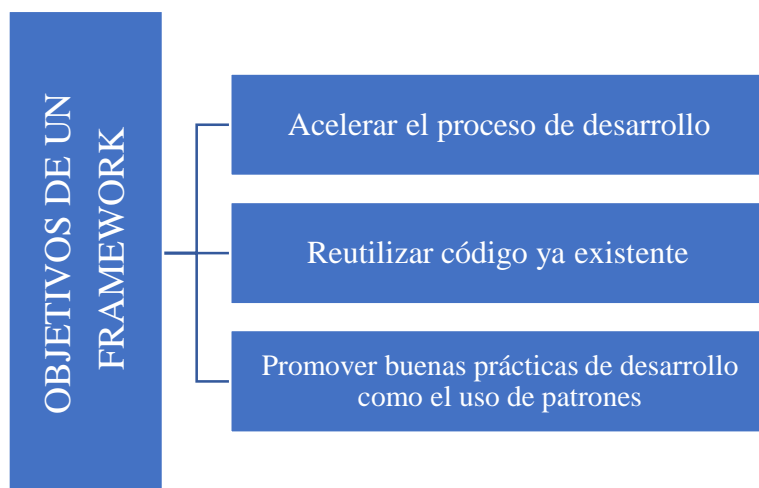 OBJETIVOS DE UN
FRAMEWORK
Acelerar el proceso de desarrollo
Reutilizar código ya existente
Promover buenas prácticas de desarrollo
como el uso de patrones